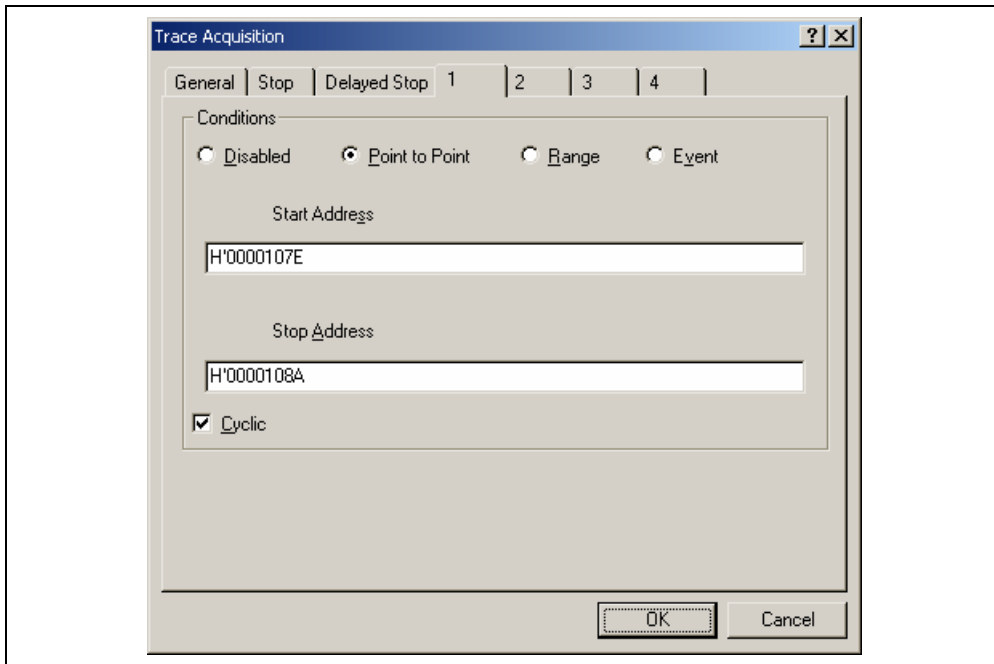 Trace Acquisition
General Stop Delayed Stop 1 2 3 4
Conditions
Disabled Point to Point Range Event
Start Address
H'0000107E
Stop Address
H'0000108A
Cyclic
OK Cancel